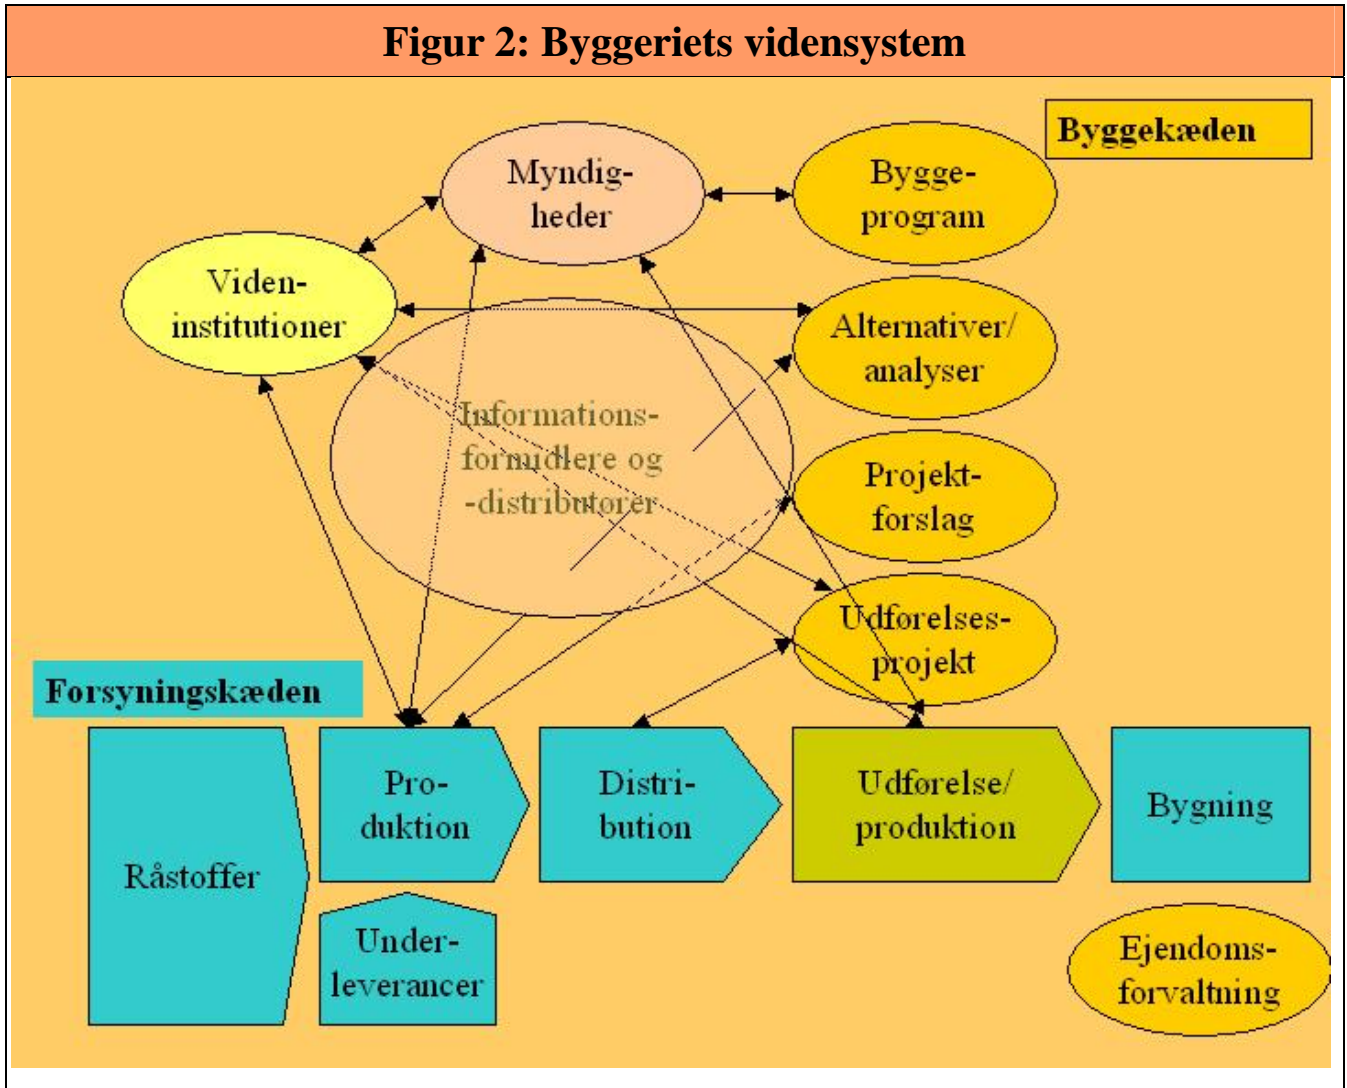 Figur 2: Byggeriets vidensystem
Byggekæden
Myndig-
heder
Bygge-
program
Viden-
institutioner
Alternativer/
analyser
Informations-
formidlere og
-distributører
Projekt-
forslag
Udførelses-
projekt
Forsyningskæden
Råstoffer
Pro-
duktion
Distri-
bution
Udførelse/
produktion
Bygning
Under-
leverancer
Ejendoms-
forvaltning